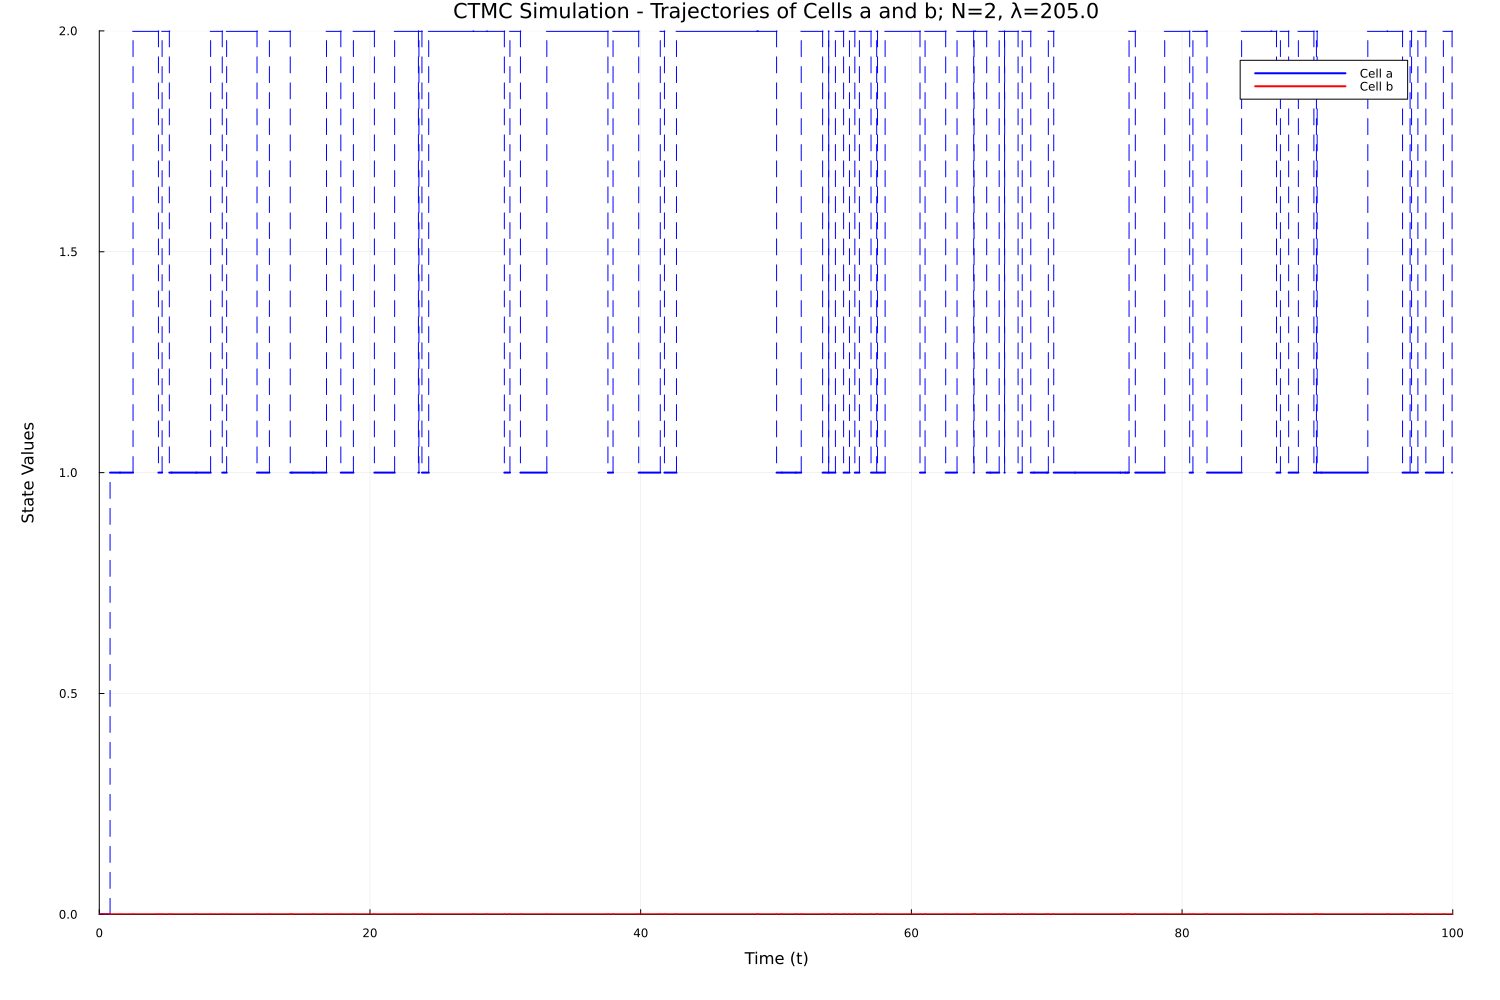 CTMC Simulation - Trajectories of Cells a and b; N=2, λ=205.0
2.0
Cell a
Cell b
1.5
1.0
State Values
0.5
0.0
0 20 40 60 80 100
Time (t)